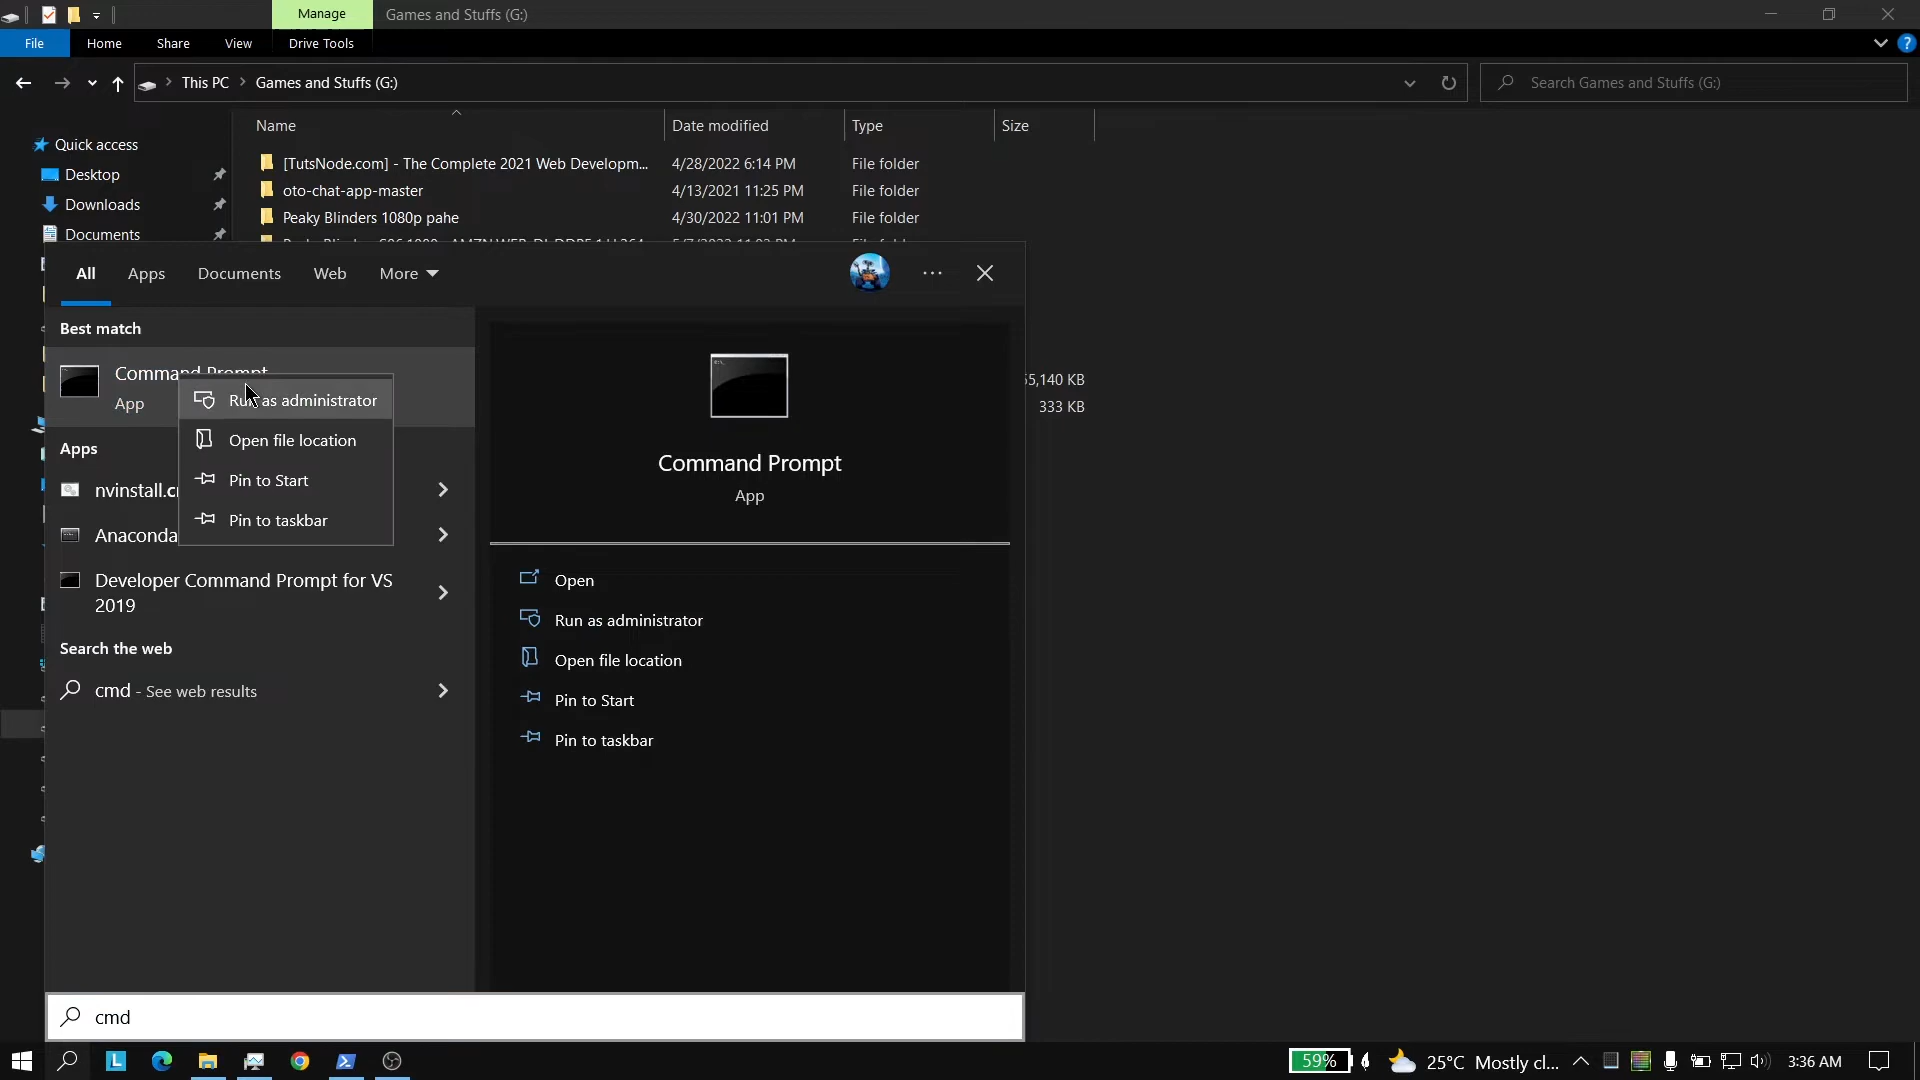 Manage
Games and Stuffs (G:)
File
Home
Share
View
Drive Tools
This PC
Games and Stuffs (G:)
Search Games and Stuffs (G:)
Name
Date modified
Type
Size
Quick access
Desktop
Downloads
Documents
[TutsNode.com] - The Complete 2021 Web Developm... 4/28/2022 6:14 PM File folder
oto-chat-app-master 4/13/2021 11:25 PM File folder
Peaky Blinders 1080p pahe 4/30/2022 11:01 PM File folder
All
Apps
Documents
Web
More
Best match
Command Prompt
App
Run as administrator
Open file location
Pin to Start
Pin to taskbar
Apps
nvinstall.c
Anaconda
Developer Command Prompt for VS
2019
Search the web
cmd - See web results
Command Prompt
App
Open
Run as administrator
Open file location
Pin to Start
Pin to taskbar
5,140 KB
333 KB
cmd
59%
25°C Mostly cl...
3:36 AM